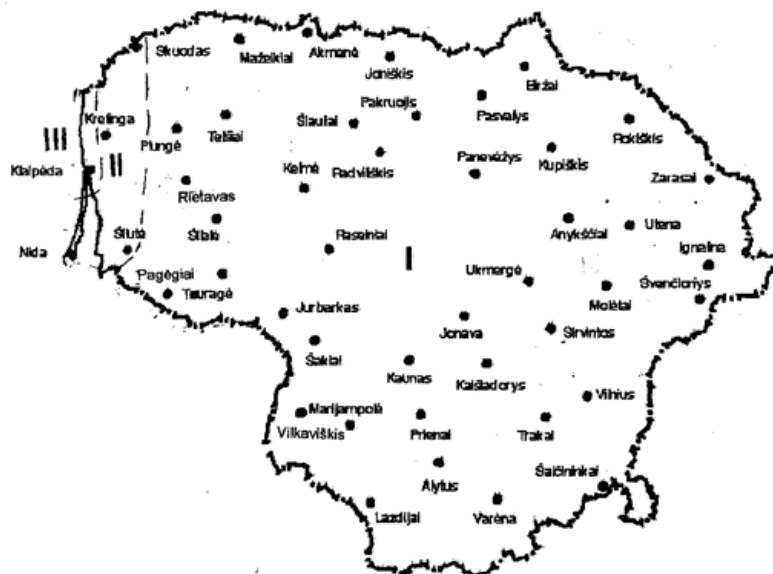 Skuodas
Mažeikiai
Akmenė
Joniškis
Biržai
Pakruojis
Pasvalys
Rokiškis
Kretinga
III
Plungė
Telšiai
Šiauliai
Radviliškis
Panevėžys
Kupiškis
Klaipėda
II
Rietavas
Kelmė
Zarasai
Šilutė
Šilalė
Raseiniai
I
Anykščiai
Utena
Ignalina
Nida
Pagėgiai
Tauragė
Ukmergė
Molėtai
Švenčionys
Jurbarkas
Jonava
Širvintos
Šakiai
Kaunas
Kaišiadorys
Vilnius
Marijampolė
Vilkaviškis
Prienai
Trakai
Alytus
Šalčininkai
Lazdijai
Varėna